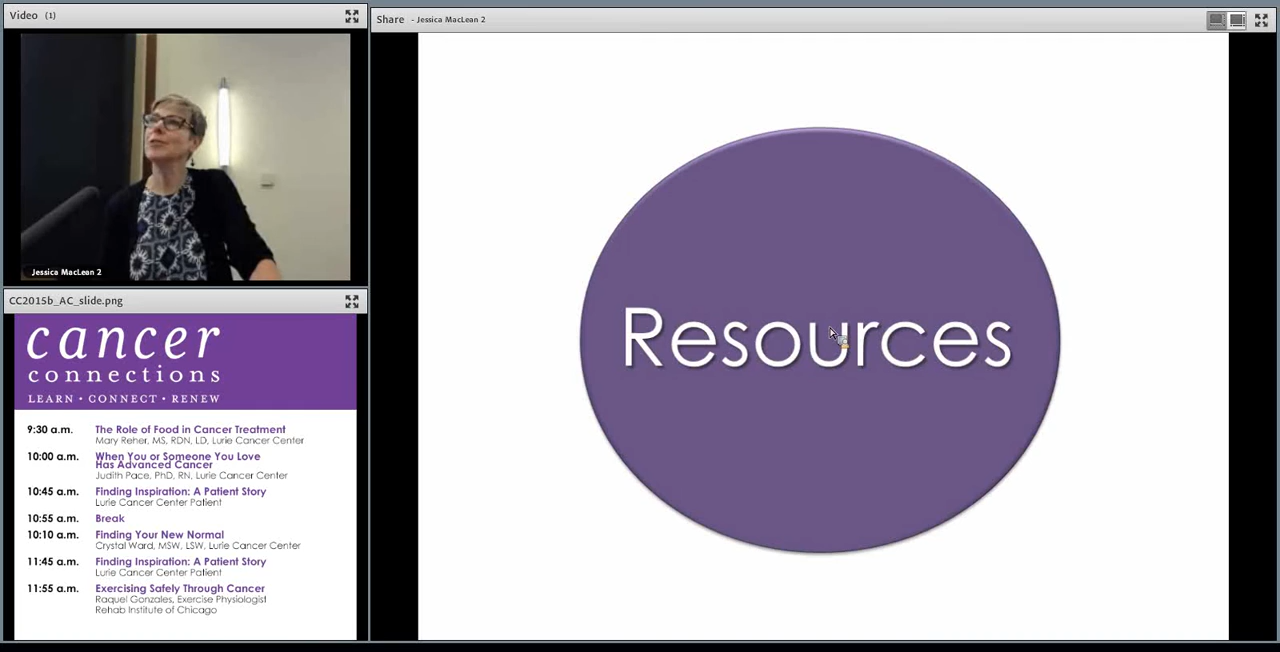 Video (1)
Jessica MacLean 2
CC2015b_AC_slide.png
cancer
connections
LEARN • CONNECT • RENEW
9:30 a.m. The Role of Food in Cancer Treatment
Mary Reher, MS, RDN, LD, Lurie Cancer Center
10:00 a.m. When You or Someone You Love
Has Advanced Cancer
Judith Pace, PhD, RN, Lurie Cancer Center
10:45 a.m. Finding Inspiration: A Patient Story
Lurie Cancer Center Patient
10:55 a.m. Break
10:10 a.m. Finding Your New Normal
Crystal Ward, MSW, LSW, Lurie Cancer Center
11:45 a.m. Finding Inspiration: A Patient Story
Lurie Cancer Center Patient
11:55 a.m. Exercising Safely Through Cancer
Raquel Gonzales, Exercise Physiologist
Rehab Institute of Chicago
Share - Jessica MacLean 2
Resources